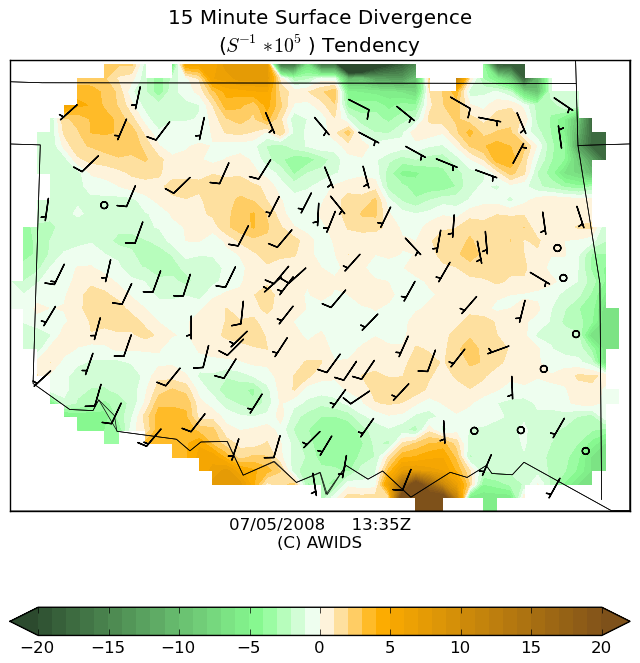 15 Minute Surface Divergence
(S⁻¹ *10⁵ ) Tendency
07/05/2008 13:35Z
(C) AWIDS
−20 −15 −10 −5 0 5 10 15 20